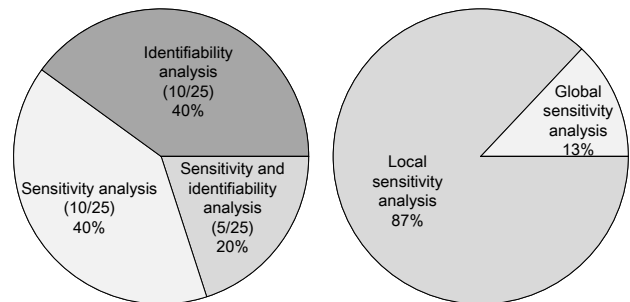 Identifiability
analysis
(10/25)
40%
Sensitivity analysis
(10/25)
40%
Sensitivity and
identifiability
analysis
(5/25)
20%
Global
sensitivity
analysis
13%
Local
sensitivity
analysis
87%